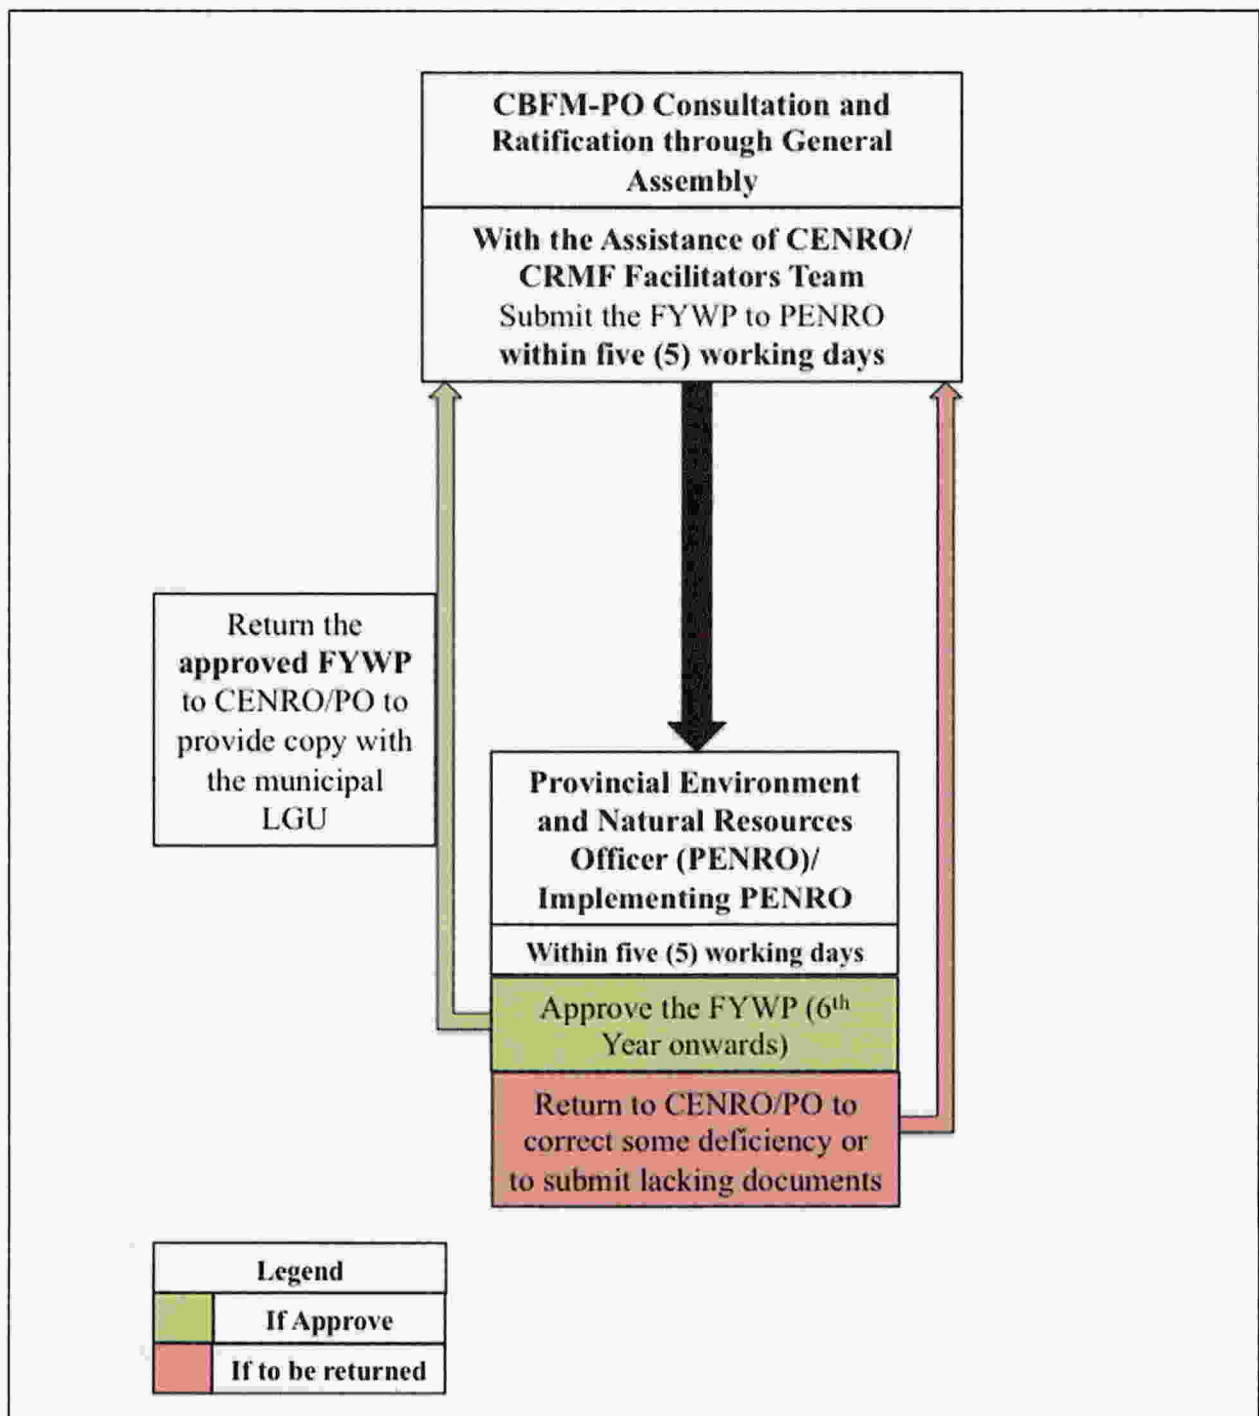 CBFM-PO Consultation and
Ratification through General
Assembly
With the Assistance of CENRO/
CRMF Facilitators Team
Submit the FYWP to PENRO
within five (5) working days
Return the
approved FYWP
to CENRO/PO to
provide copy with
the municipal
LGU
Provincial Environment
and Natural Resources
Officer (PENRO)/
Implementing PENRO
Within five (5) working days
Approve the FYWP (6th
Year onwards)
Return to CENRO/PO to
correct some deficiency or
to submit lacking documents
Legend
If Approve
If to be returned